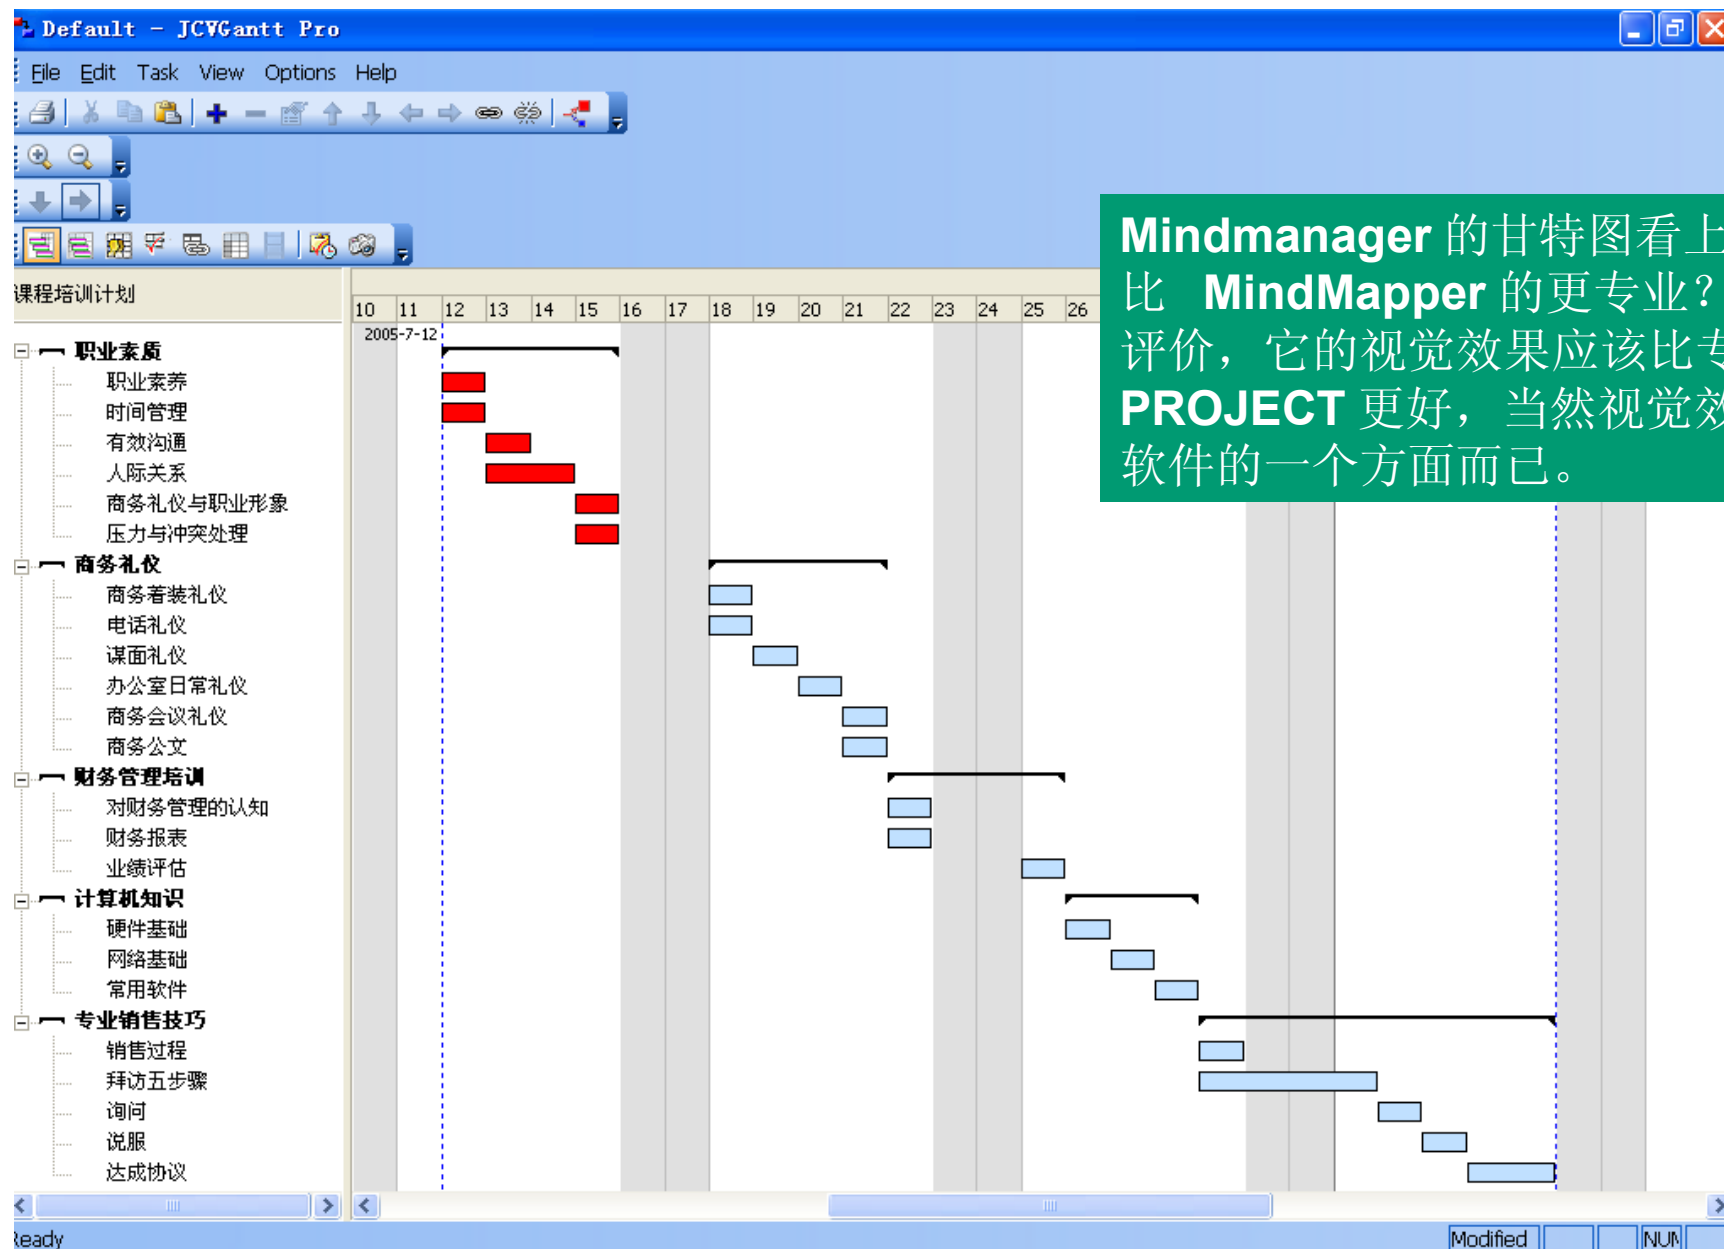 Default - JCVGantt Pro
File Edit Task View Options Help
Mindmanager 的甘特图看上
比 MindMapper 的更专业?
评价，它的视觉效果应该比专
PROJECT 更好，当然视觉效
软件的一个方面而已。
课程培训计划
10 11 12 13 14 15 16 17 18 19 20 21 22 23 24 25 26
2005-7-12
职业素质
职业素养
时间管理
有效沟通
人际关系
商务礼仪与职业形象
压力与冲突处理
商务礼仪
商务着装礼仪
电话礼仪
谋面礼仪
办公室日常礼仪
商务会议礼仪
商务公文
财务管理培训
对财务管理的认知
财务报表
业绩评估
计算机知识
硬件基础
网络基础
常用软件
专业销售技巧
销售过程
拜访五步骤
询问
说服
达成协议
Ready
Modified
NUM